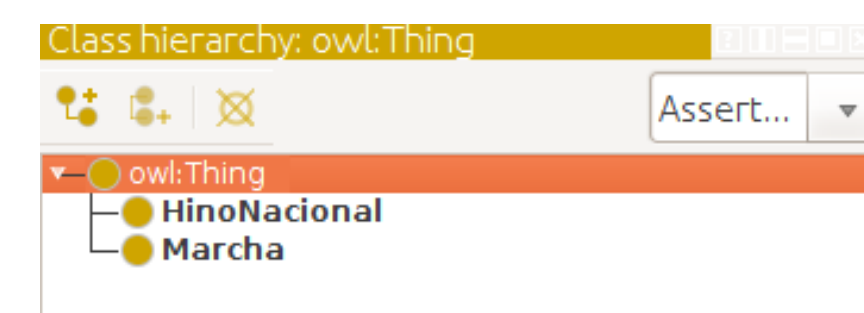 Class hierarchy: owl:Thing
Assert...
owl:Thing
HinoNacional
Marcha